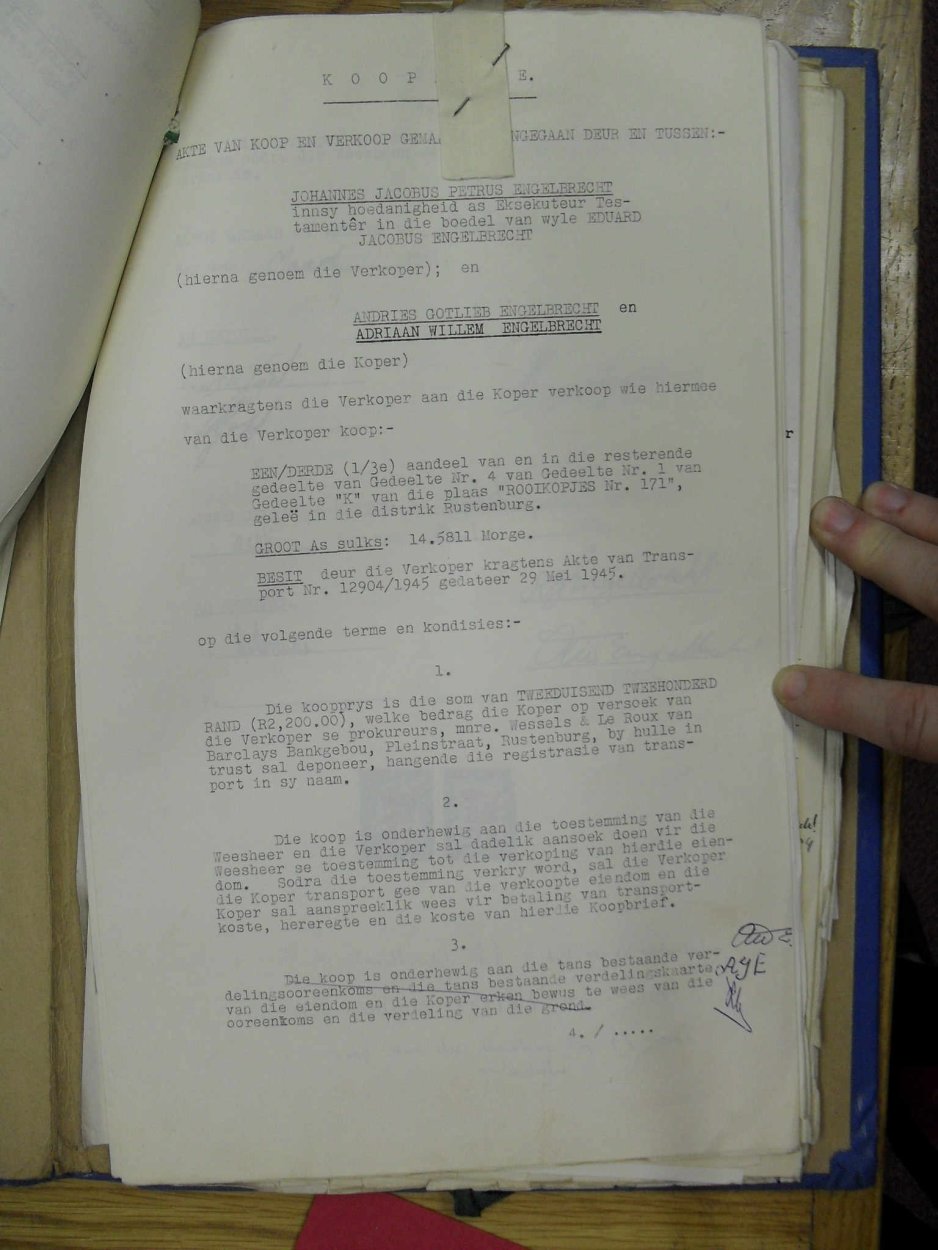 K O O P E.
AKTE VAN KOOP EN VERKOOP GEMA NGEGAAN DEUR EN TUSSEN:-
JOHANNES JACOBUS PETRUS ENGELBRECHT
innsy hoedanigheid as Eksekuteur Tes-
tamentêr in die boedel van wyle EDUARD
JACOBUS ENGELBRECHT
(hierna genoem die Verkoper); en
ANDRIES GOTLIEB ENGELBRECHT en
ADRIAAN WILLEM ENGELBRECHT
(hierna genoem die Koper)
waarkragtens die Verkoper aan die Koper verkoop wie hiermee
van die Verkoper koop:-
EEN/DERDE (1/3e) aandeel van en in die resterende
gedeelte van Gedeelte Nr. 4 van Gedeelte Nr. 1 van
Gedeelte "K" van die plaas "ROOIKOPJES Nr. 171",
geleë in die distrik Rustenburg.
GROOT As sulks: 14.5811 Morge.
BESIT deur die Verkoper kragtens Akte van Trans-
port Nr. 12904/1945 gedateer 29 Mei 1945.
op die volgende terme en kondisies:-
1.
Die koopprys is die som van TWEEDUISEND TWEEHONDERD
RAND (R2,200.00), welke bedrag die Koper op versoek van
die Verkoper se prokureurs, mnre. Wessels & Le Roux van
Barclays Bankgebou, Pleinstraat, Rustenburg, by hulle in
trust sal deponeer, hangende die registrasie van trans-
port in sy naam.
2.
Die koop is onderhewig aan die toestemming van die
Weesheer en die Verkoper sal dadelik aansoek doen vir die
Weesheer se toestemming tot die verkoping van hierdie eien-
dom. Sodra die toestemming verkry word, sal die Verkoper
die Koper transport gee van die verkoopte eiendom en die
Koper sal aanspreeklik wees vir betaling van transport-
koste, hereregte en die koste van hierdie Koopbrief.
3.
Die koop is onderhewig aan die tans bestaande ver-
delingsooreenkoms en die tans bestaande verdelingskaarte
van die eiendom en die Koper erken bewus te wees van die
ooreenkoms en die verdeling van die grond.
AGE
4. / .....